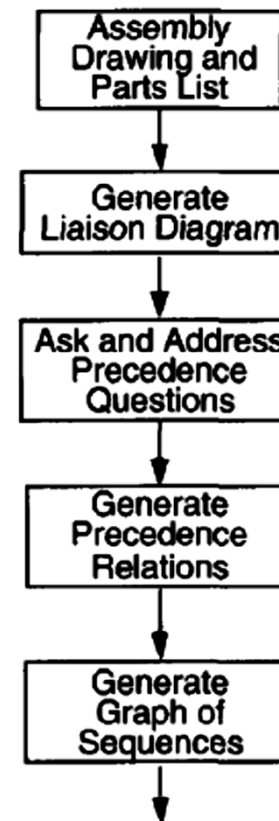 Assembly
Drawing and
Parts List
Generate
Liaison Diagram
Ask and Address
Precedence
Questions
Generate
Precedence
Relations
Generate
Graph of
Sequences